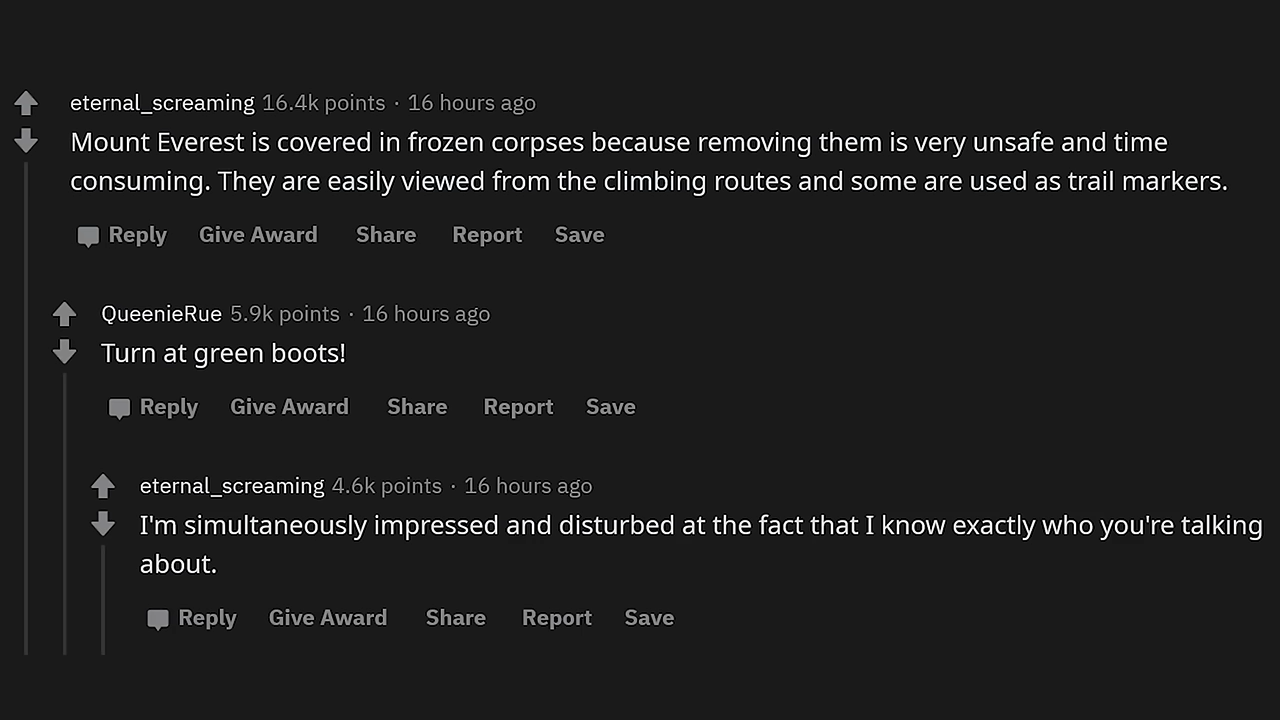 eternal_screaming 16.4k points · 16 hours ago
Mount Everest is covered in frozen corpses because removing them is very unsafe and time
consuming. They are easily viewed from the climbing routes and some are used as trail markers.
Reply Give Award Share Report Save
QueenieRue 5.9k points · 16 hours ago
Turn at green boots!
Reply Give Award Share Report Save
eternal_screaming 4.6k points · 16 hours ago
I'm simultaneously impressed and disturbed at the fact that I know exactly who you're talking
about.
Reply Give Award Share Report Save